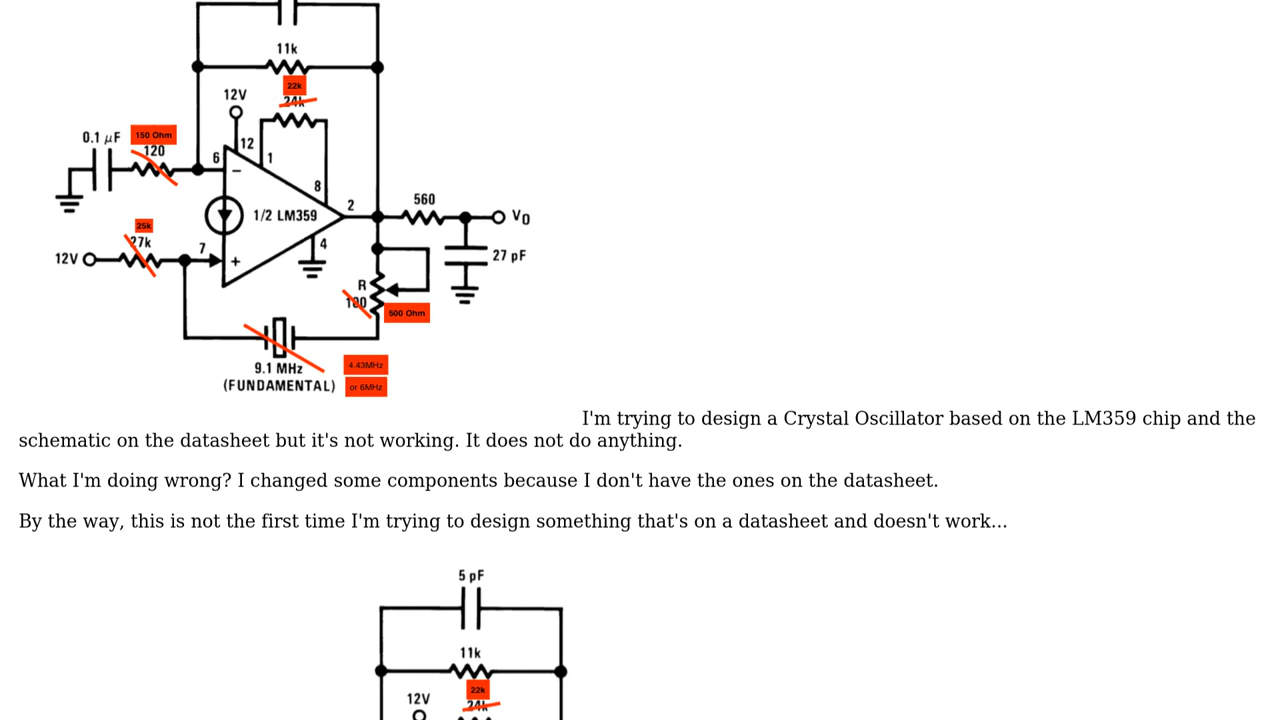 11k
22k
24k
12V
0.1 µF
150 Ohm
120
12
6
1
−
8
25k
27k
1/2 LM359
2
560
V₀
12V
7
4
+
27 pF
R
100
500 Ohm
9.1 MHz
4.43MHz
(FUNDAMENTAL)
or 6MHz
I'm trying to design a Crystal Oscillator based on the LM359 chip and the
schematic on the datasheet but it's not working. It does not do anything.
What I'm doing wrong? I changed some components because I don't have the ones on the datasheet.
By the way, this is not the first time I'm trying to design something that's on a datasheet and doesn't work...
5 pF
11k
22k
12V
24k